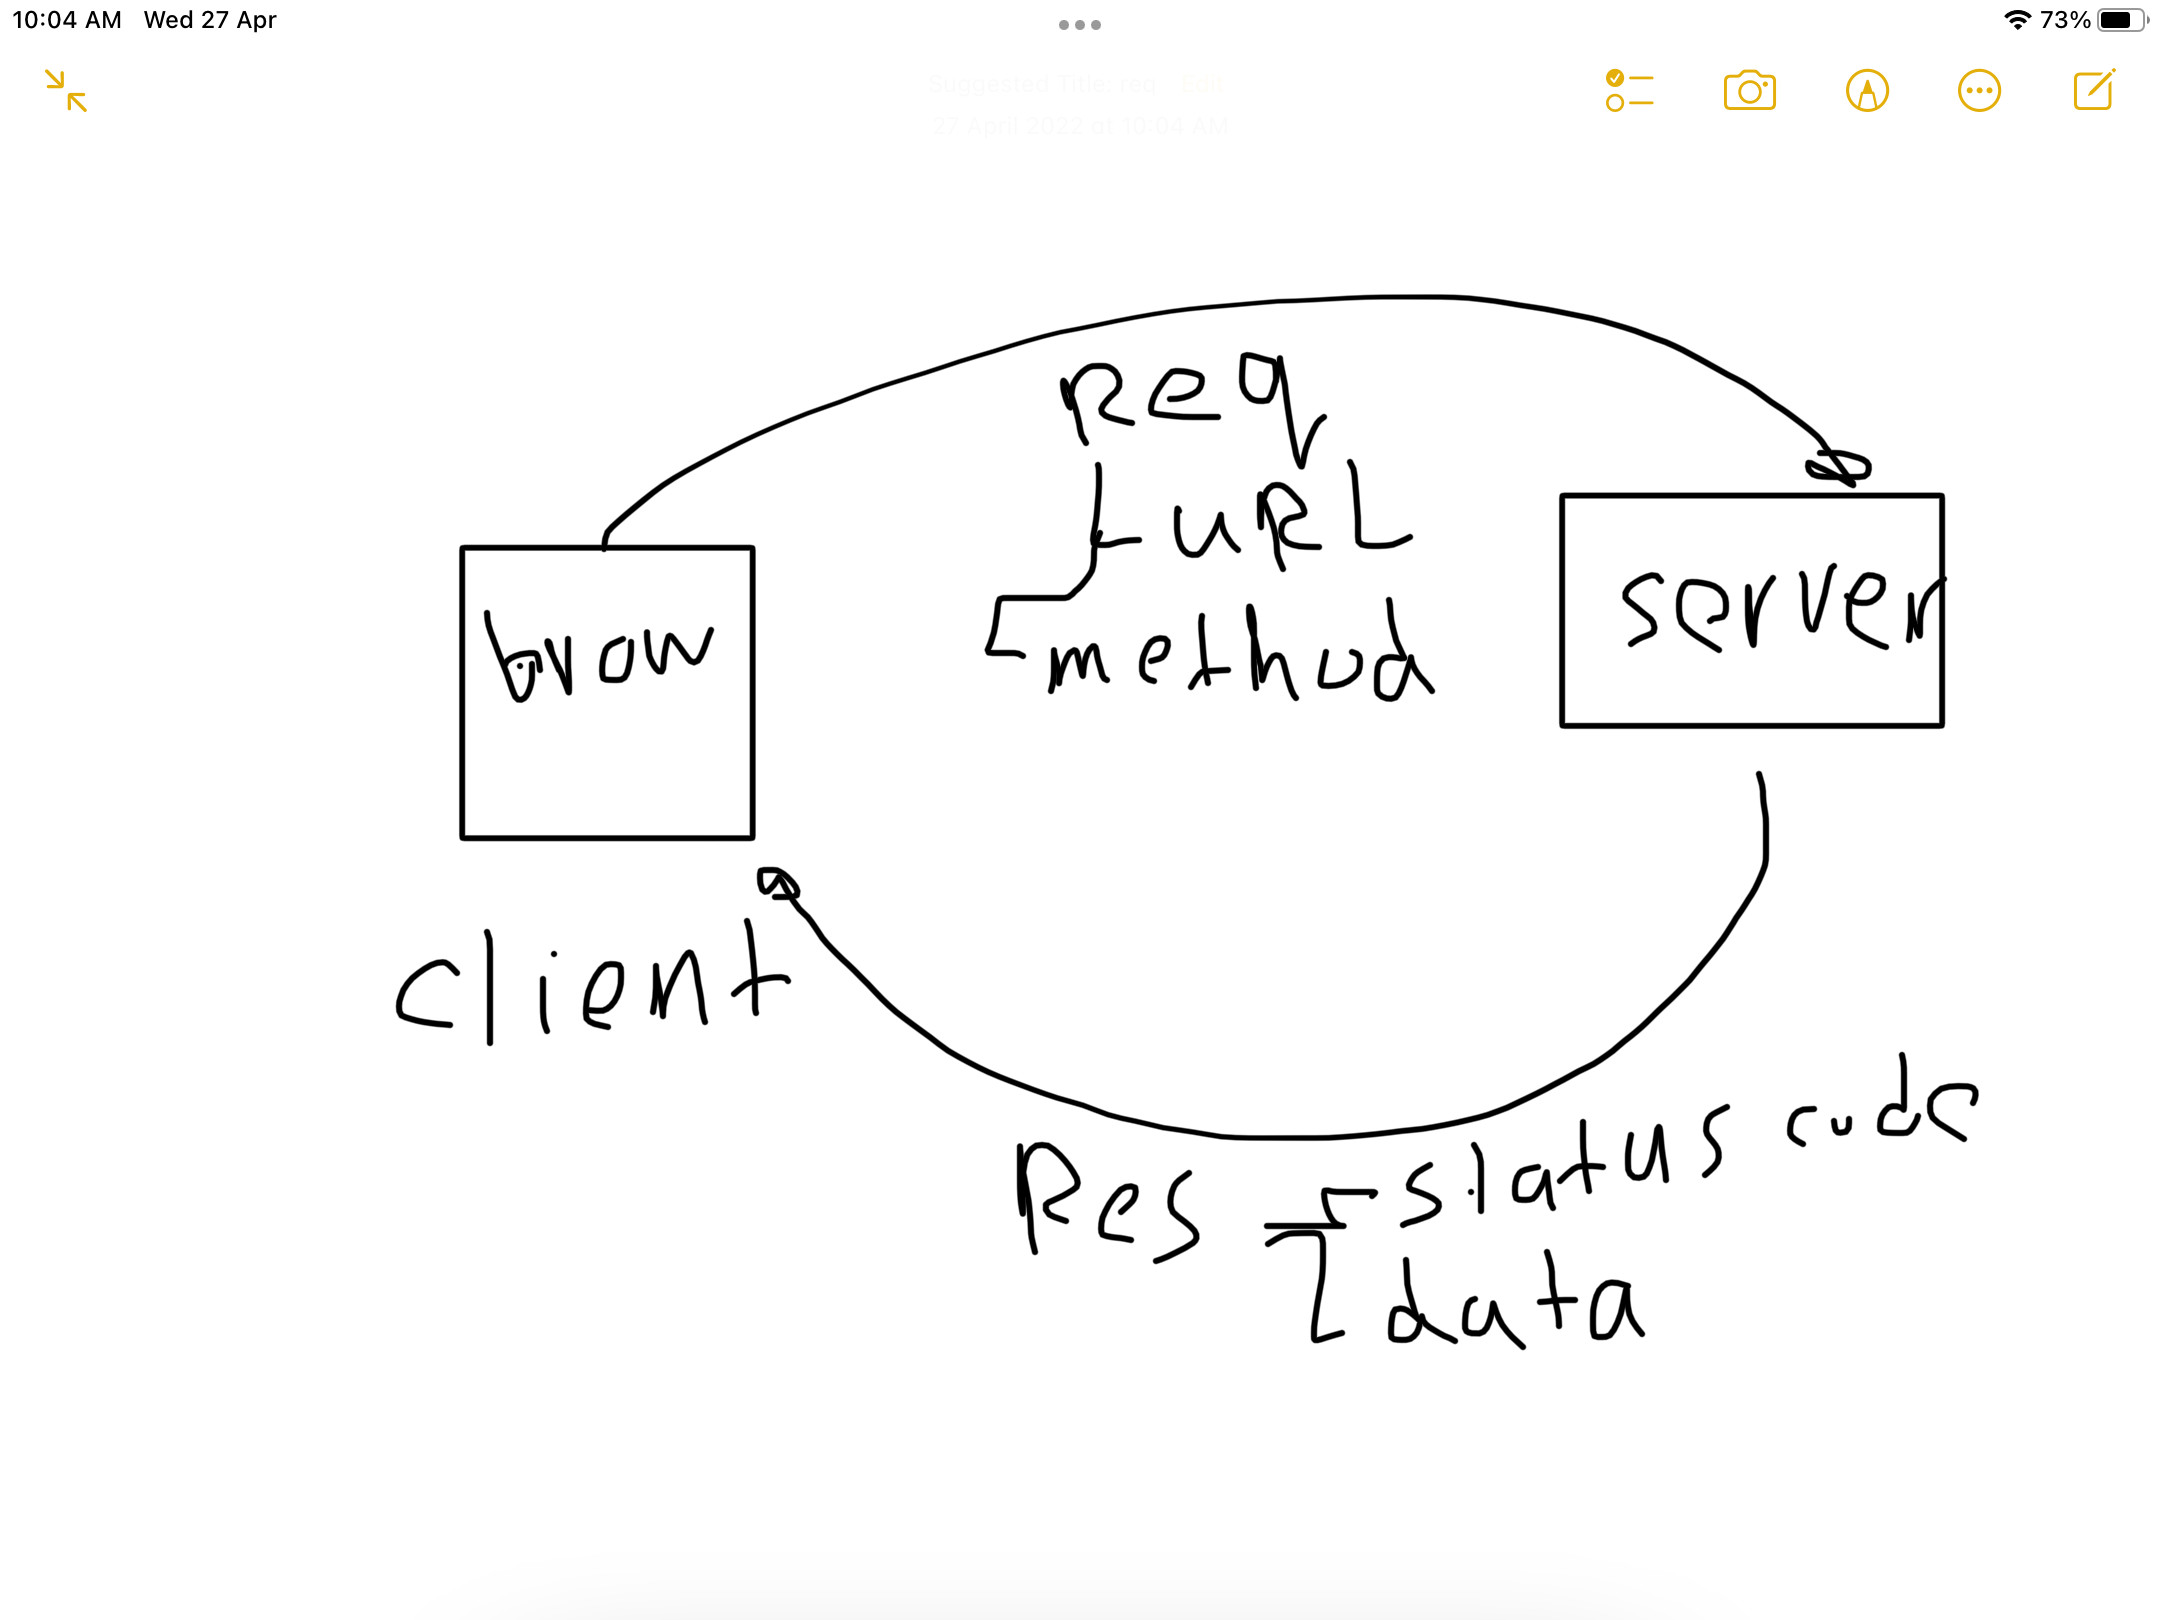 10:04 AM Wed 27 Apr
73%
Suggested Title: req Edit
27 April 2022 at 10:04 AM
Req
URL
method
brow
server
client
Res
status code
data